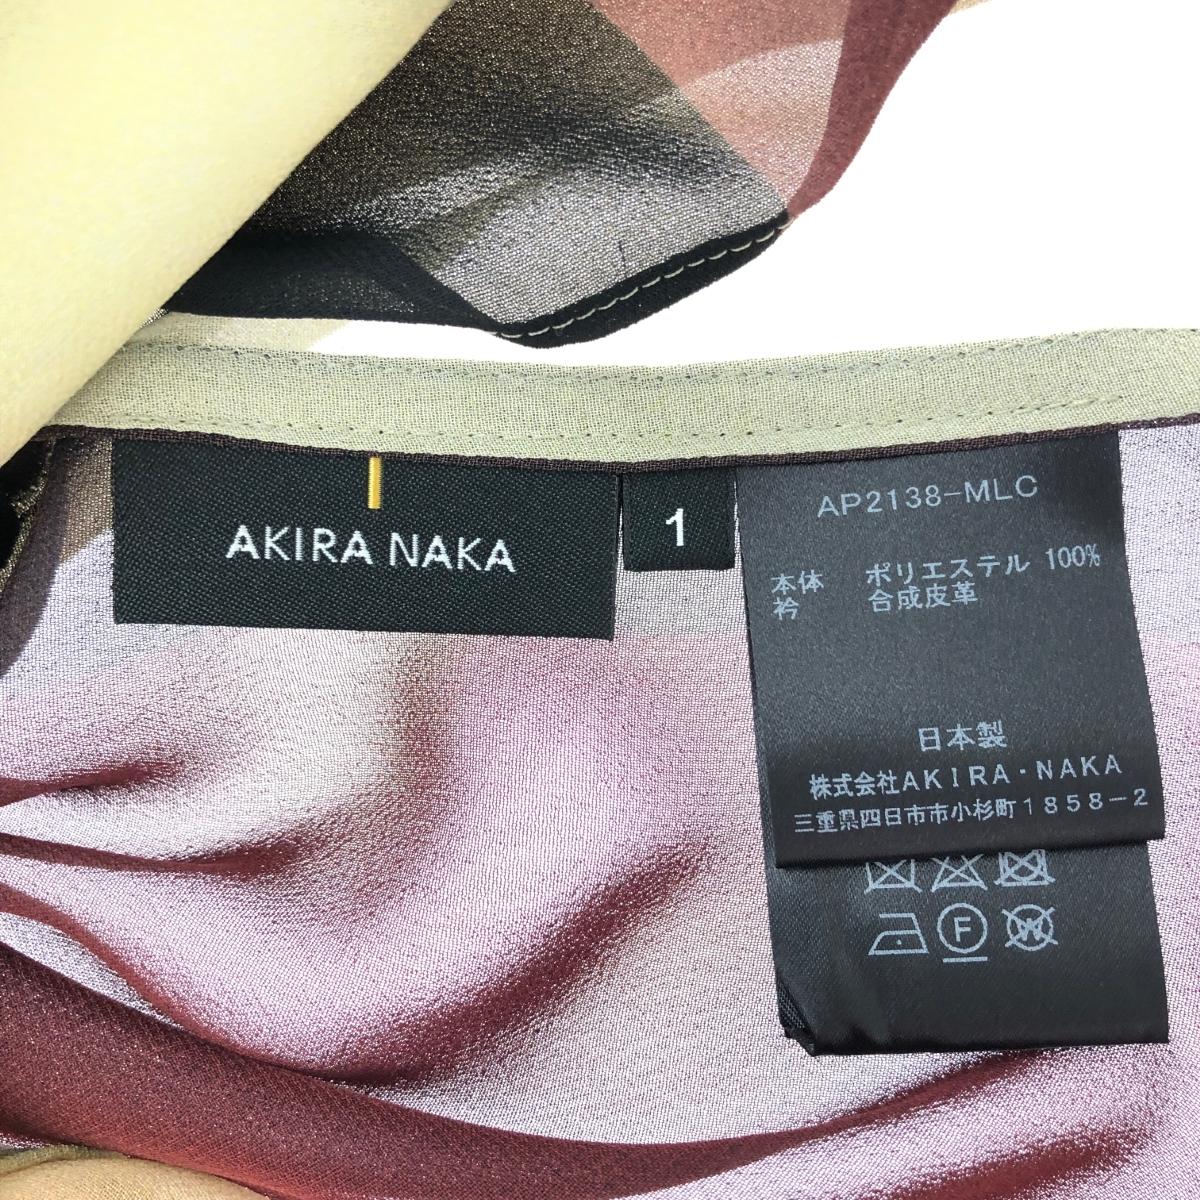 AKIRA NAKA
1
AP2138-MLC
本体 ポリエステル 100%
衿 合成皮革
日本製
株式会社AKIRA・NAKA
三重県四日市市小杉町1858-2
F
W